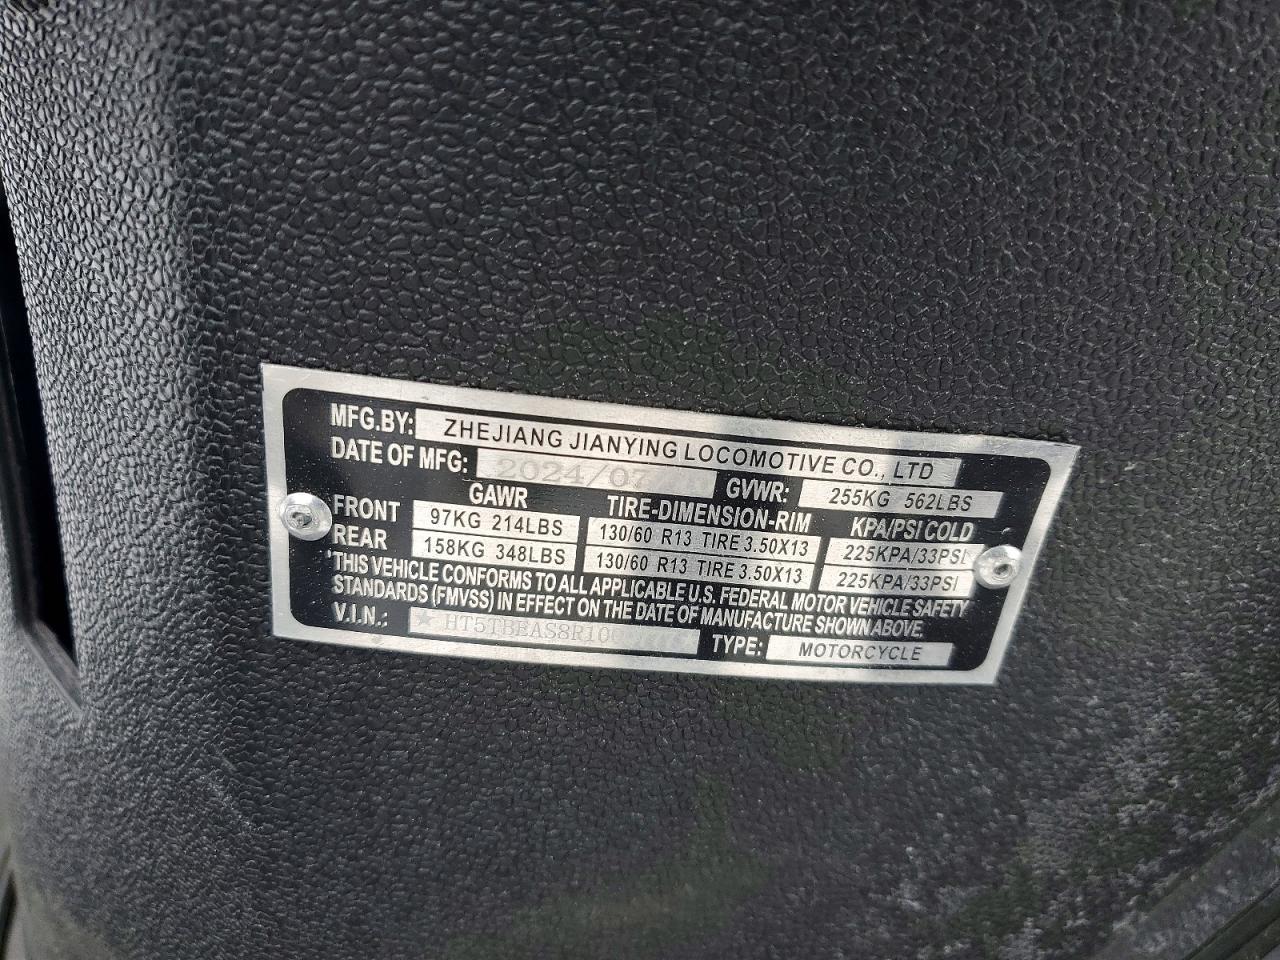 MFG.BY: ZHEJIANG JIANYING LOCOMOTIVE CO., LTD
DATE OF MFG: 2024/07 GVWR: 255KG 562LBS
GAWR TIRE-DIMENSION-RIM KPA/PSI COLD
FRONT 97KG 214LBS 130/60 R13 TIRE 3.50X13 225KPA/33PSI
REAR 158KG 348LBS 130/60 R13 TIRE 3.50X13 225KPA/33PSI
'THIS VEHICLE CONFORMS TO ALL APPLICABLE U.S. FEDERAL MOTOR VEHICLE SAFETY
STANDARDS (FMVSS) IN EFFECT ON THE DATE OF MANUFACTURE SHOWN ABOVE.
V.I.N.: ★ HT5TBEAS8R100 TYPE: MOTORCYCLE